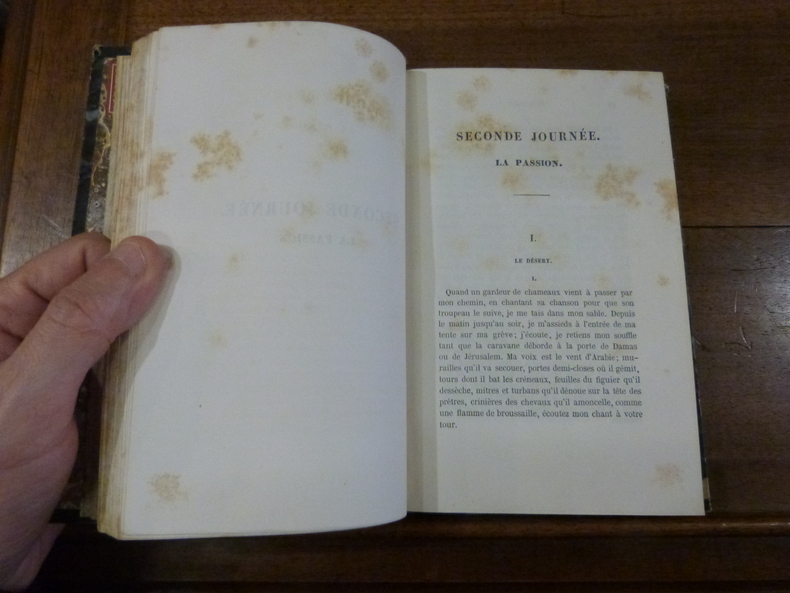 SECONDE JOURNÉE.
LA PASSION.
I.
LE DÉSERT.
I.
Quand un gardeur de chameaux vient à passer par
mon chemin, en chantant sa chanson pour que son
troupeau le suive, je me tais dans mon sable. Depuis
le matin jusqu'au soir, je m'assieds à l'entrée de ma
tente sur ma grève; j'écoute, je retiens mon souffle
tant que la caravane déborde à la porte de Damas
ou de Jérusalem. Ma voix est le vent d'Arabie; mu-
railles qu'il va secouer, portes demi-closes où il gémit,
tours dont il bat les créneaux, feuilles du figuier qu'il
dessèche, mitres et turbans qu'il dénoue sur la tête des
prêtres, crinières des chevaux qu'il amoncelle, comme
une flamme de broussaille, écoutez mon chant à votre
tour.